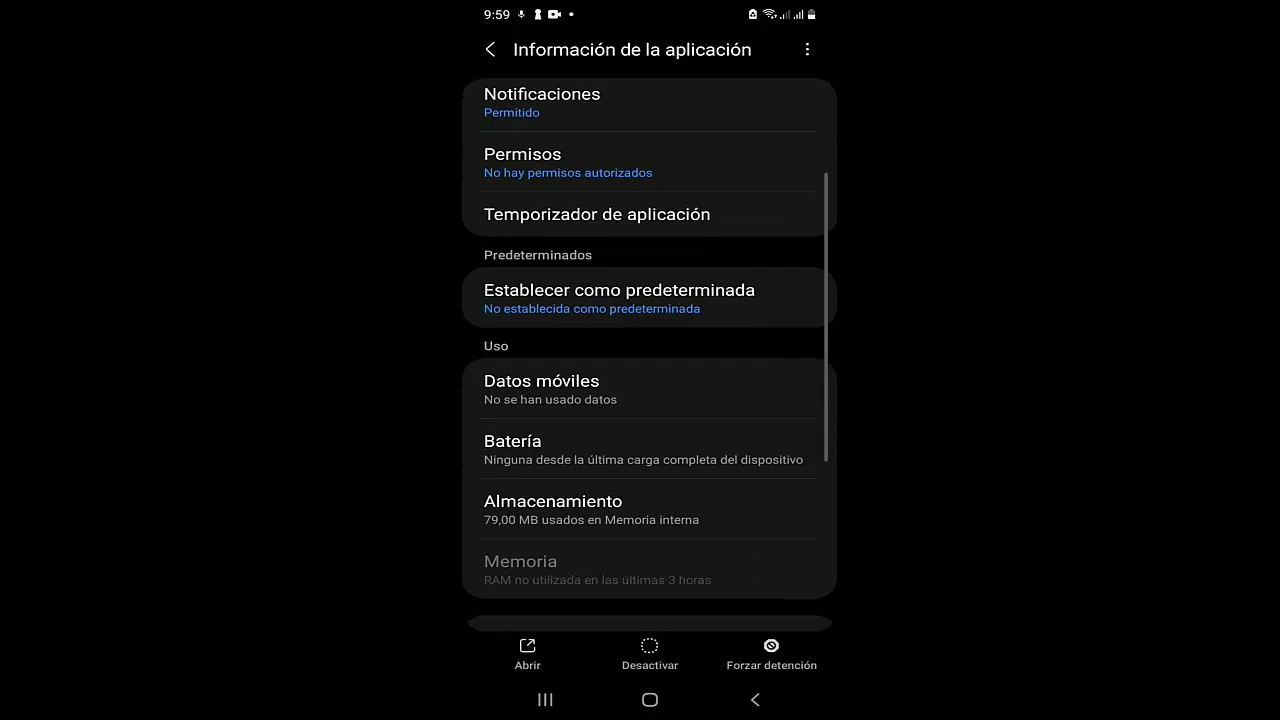 9:59
Información de la aplicación
Notificaciones
Permitido
Permisos
No hay permisos autorizados
Temporizador de aplicación
Predeterminados
Establecer como predeterminada
No establecida como predeterminada
Uso
Datos móviles
No se han usado datos
Batería
Ninguna desde la última carga completa del dispositivo
Almacenamiento
79,00 MB usados en Memoria interna
Memoria
RAM no utilizada en las últimas 3 horas
Abrir
Desactivar
Forzar detención